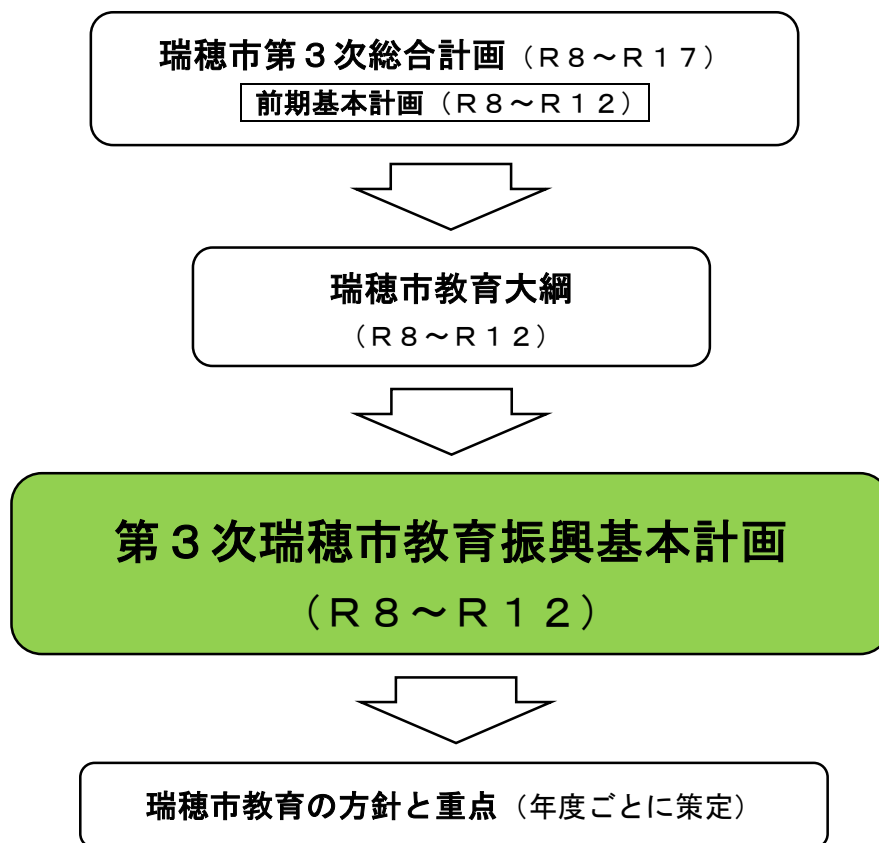 瑞穂市第３次総合計画（Ｒ８～Ｒ１７）
前期基本計画（Ｒ８～Ｒ１２）
瑞穂市教育大綱
（Ｒ８～Ｒ１２）
第３次瑞穂市教育振興基本計画
（Ｒ８～Ｒ１２）
瑞穂市教育の方針と重点（年度ごとに策定）